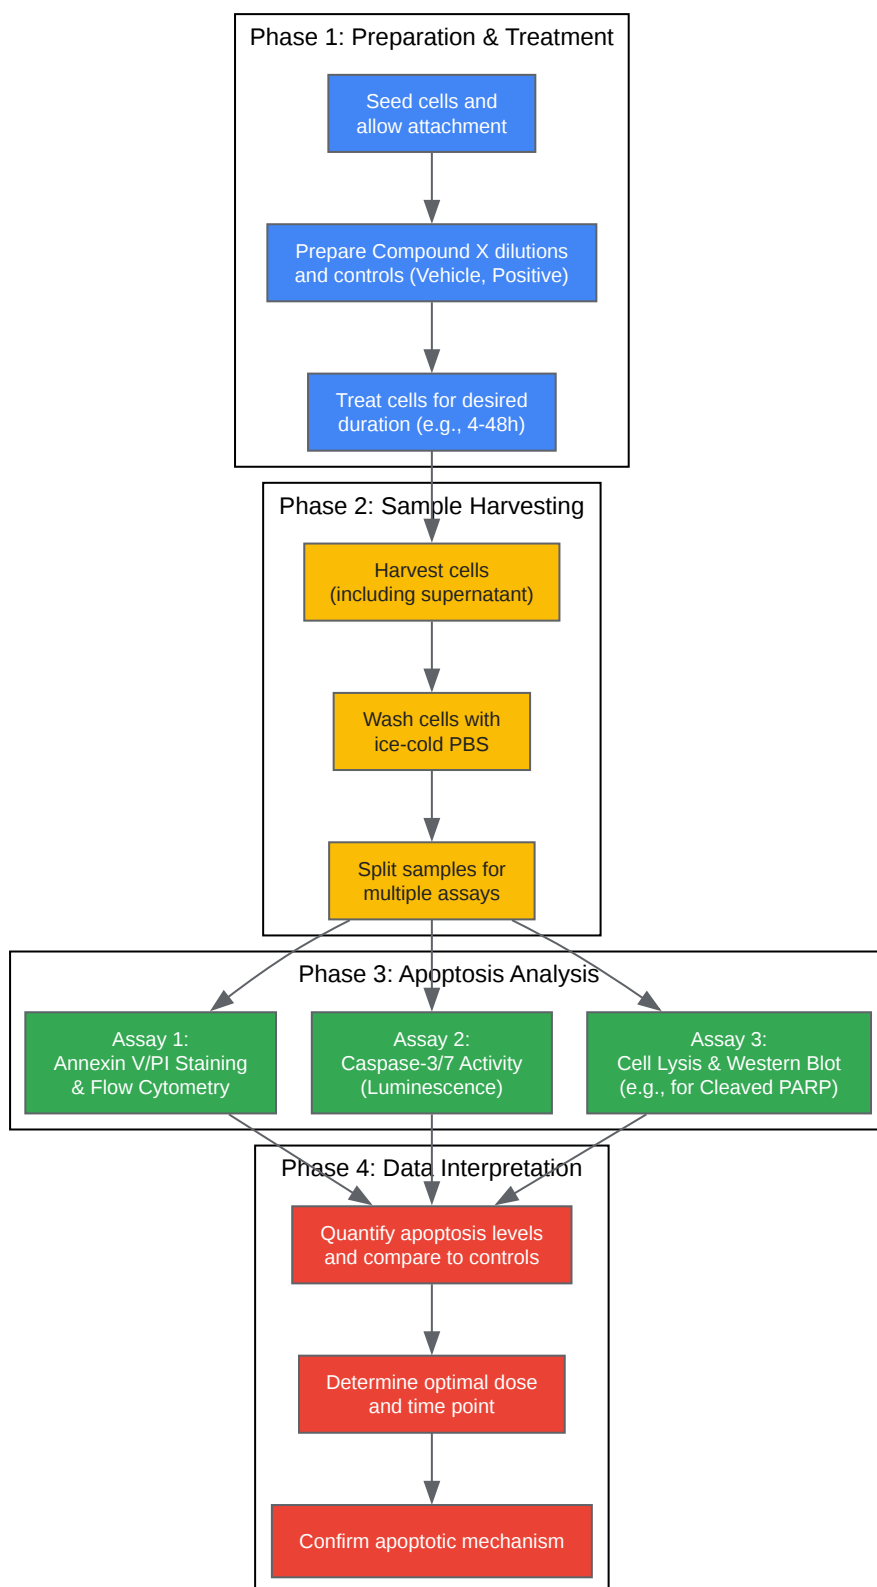 Phase 1: Preparation & Treatment
Seed cells and
allow attachment
Prepare Compound X dilutions
and controls (Vehicle, Positive)
Treat cells for desired
duration (e.g., 4-48h)
Phase 2: Sample Harvesting
Harvest cells
(including supernatant)
Wash cells with
ice-cold PBS
Split samples for
multiple assays
Phase 3: Apoptosis Analysis
Assay 1:
Annexin V/PI Staining
& Flow Cytometry
Assay 2:
Caspase-3/7 Activity
(Luminescence)
Assay 3:
Cell Lysis & Western Blot
(e.g., for Cleaved PARP)
Phase 4: Data Interpretation
Quantify apoptosis levels
and compare to controls
Determine optimal dose
and time point
Confirm apoptotic mechanism